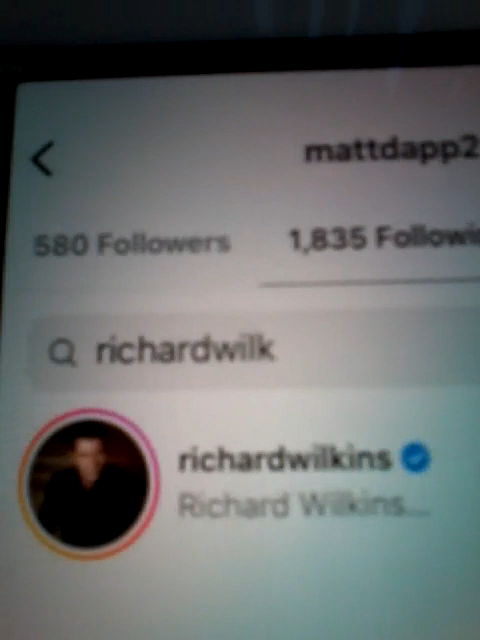 mattdapp2
580 Followers
1,835 Followi
richardwilk
richardwilkins
Richard Wilkins...